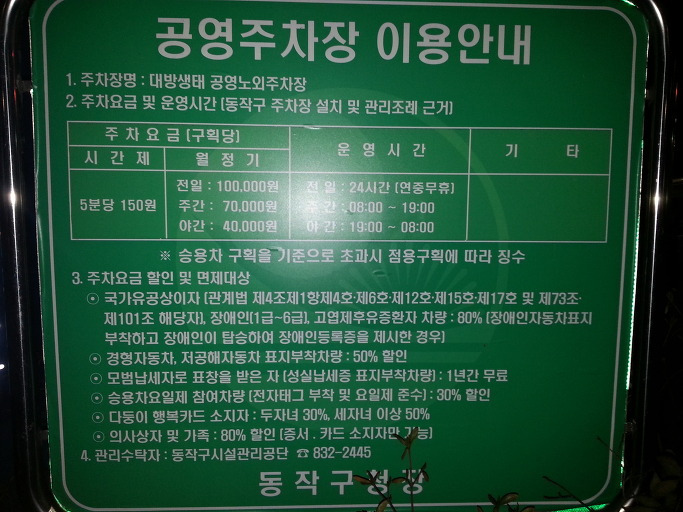 공영주차장 이용안내
1. 주차장명 : 대방생태 공영노외주차장
2. 주차요금 및 운영시간 (동작구 주차장 설치 및 관리조례 근거)
주 차 요 금 (구획당) 운 영 시 간 기 타
시 간 제 월 정 기
전일 : 100,000원 전 일 : 24시간 (연중무휴)
5분당 150원 주간 : 70,000원 주 간 : 08:00 ~ 19:00
야간 : 40,000원 야 간 : 19:00 ~ 08:00
※ 승용차 구획을 기준으로 초과시 점용구획에 따라 징수
3. 주차요금 할인 및 면제대상
⊙ 국가유공상이자 (관계법 제4조제1항제4호·제6호·제12호·제15호·제17호 및 제73조·
제101조 해당자), 장애인(1급~6급), 고엽제후유증환자 차량 : 80% (장애인자동차표지
부착하고 장애인이 탑승하여 장애인등록증을 제시한 경우)
⊙ 경형자동차, 저공해자동차 표지부착차량 : 50% 할인
⊙ 모범납세자로 표창을 받은 자 (성실납세증 표지부착차량) : 1년간 무료
⊙ 승용차요일제 참여차량 (전자태그 부착 및 요일제 준수) : 30% 할인
⊙ 다둥이 행복카드 소지자 : 두자녀 30%, 세자녀 이상 50%
⊙ 의사상자 및 가족 : 80% 할인 (증서 . 카드 소지자만 가능)
4. 관리수탁자 : 동작구시설관리공단 ☎ 832-2445
동작구청장